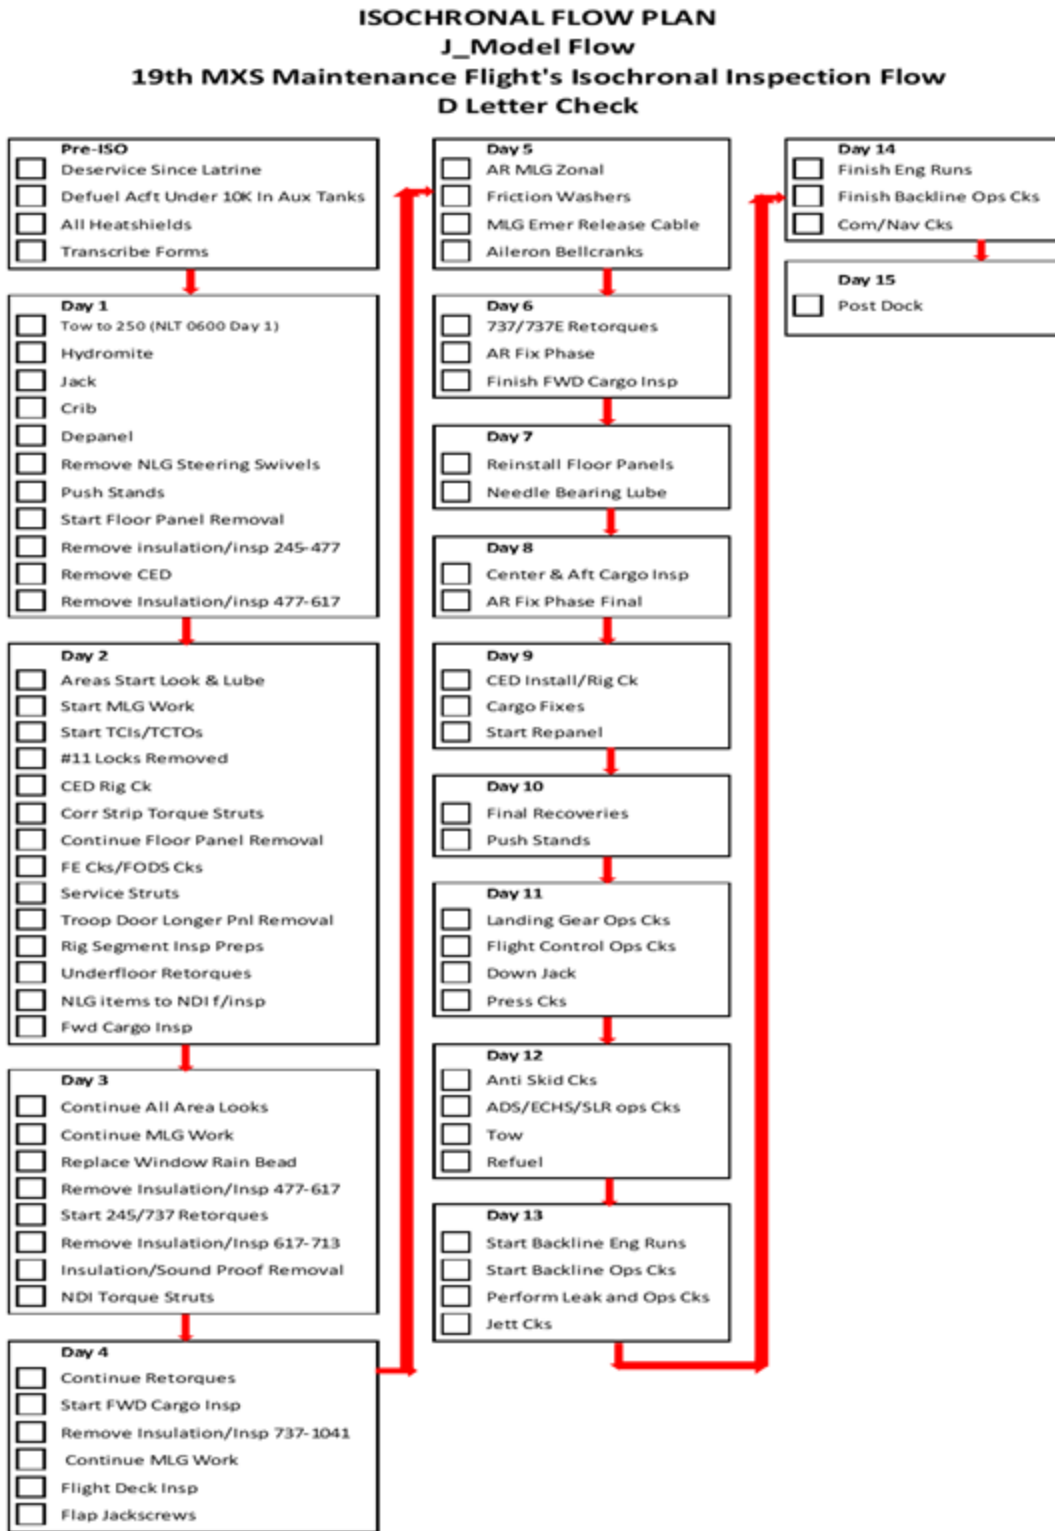 ISOCHRONAL FLOW PLAN
J_Model Flow
19th MXS Maintenance Flight's Isochronal Inspection Flow
D Letter Check
Pre-ISO
Deservice Since Latrine
Defuel Acft Under 10K In Aux Tanks
All Heatshields
Transcribe Forms
Day 1
Tow to 250 (NLT 0600 Day 1)
Hydromite
Jack
Crib
Depanel
Remove NLG Steering Swivels
Push Stands
Start Floor Panel Removal
Remove insulation/insp 245-477
Remove CED
Remove Insulation/insp 477-617
Day 2
Areas Start Look & Lube
Start MLG Work
Start TCIs/TCTOs
#11 Locks Removed
CED Rig Ck
Corr Strip Torque Struts
Continue Floor Panel Removal
FE Cks/FODS Cks
Service Struts
Troop Door Longer Pnl Removal
Rig Segment Insp Preps
Underfloor Retorques
NLG items to NDI f/insp
Fwd Cargo Insp
Day 3
Continue All Area Looks
Continue MLG Work
Replace Window Rain Bead
Remove Insulation/Insp 477-617
Start 245/737 Retorques
Remove Insulation/Insp 617-713
Insulation/Sound Proof Removal
NDI Torque Struts
Day 4
Continue Retorques
Start FWD Cargo Insp
Remove Insulation/Insp 737-1041
Continue MLG Work
Flight Deck Insp
Flap Jackscrews
Day 5
AR MLG Zonal
Friction Washers
MLG Emer Release Cable
Aileron Bellcranks
Day 6
737/737E Retorques
AR Fix Phase
Finish FWD Cargo Insp
Day 7
Reinstall Floor Panels
Needle Bearing Lube
Day 8
Center & Aft Cargo Insp
AR Fix Phase Final
Day 9
CED Install/Rig Ck
Cargo Fixes
Start Repanel
Day 10
Final Recoveries
Push Stands
Day 11
Landing Gear Ops Cks
Flight Control Ops Cks
Down Jack
Press Cks
Day 12
Anti Skid Cks
ADS/ECHS/SLR ops Cks
Tow
Refuel
Day 13
Start Backline Eng Runs
Start Backline Ops Cks
Perform Leak and Ops Cks
Jett Cks
Day 14
Finish Eng Runs
Finish Backline Ops Cks
Com/Nav Cks
Day 15
Post Dock